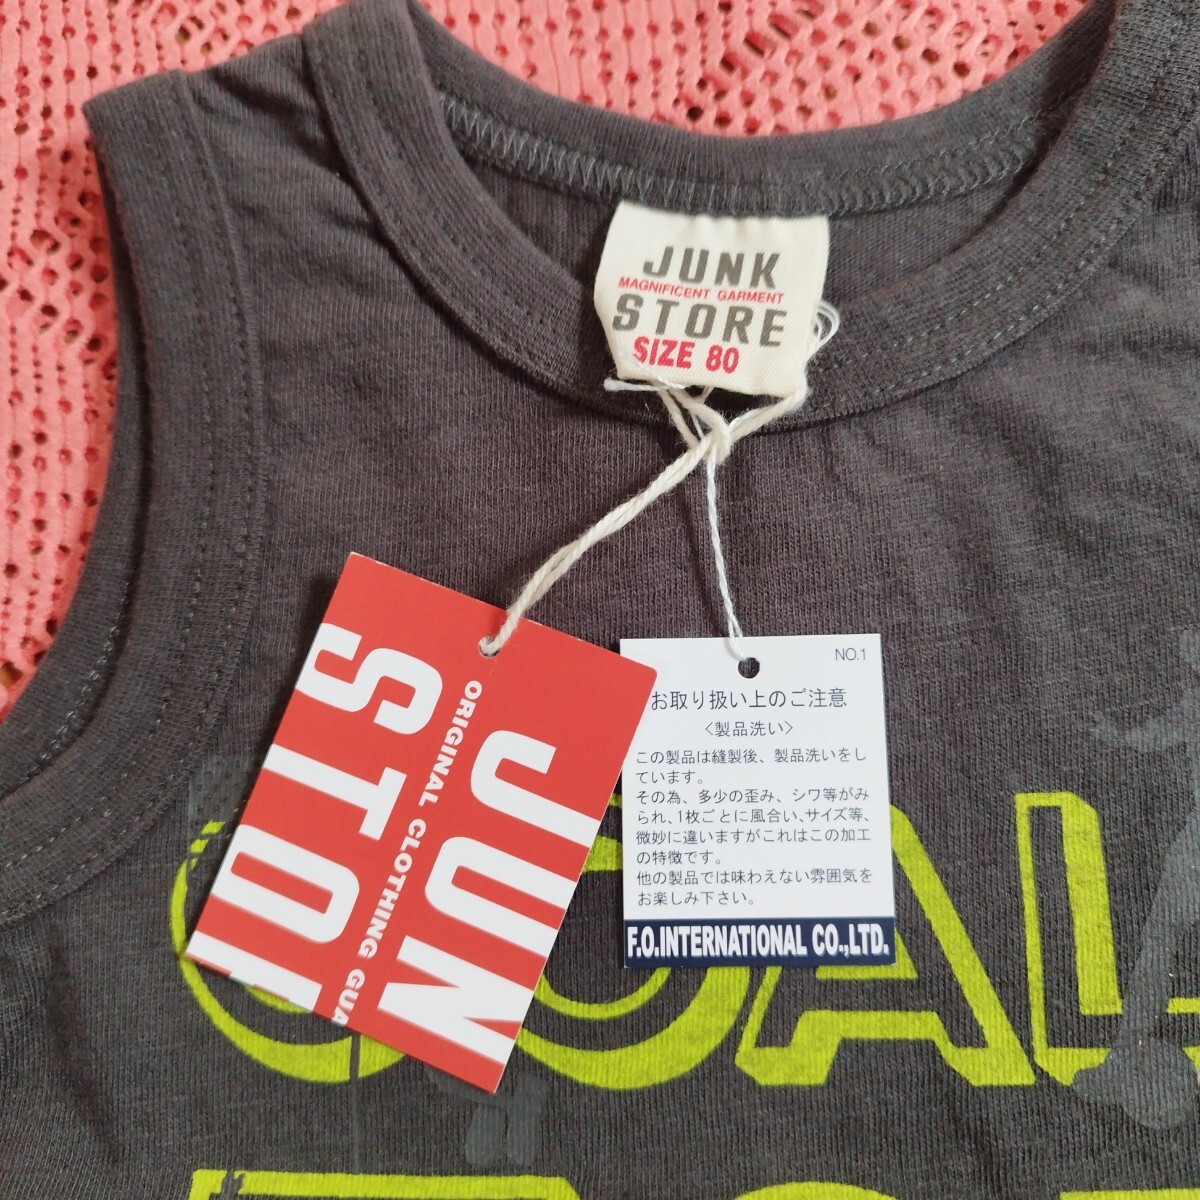 JUNK
MAGNIFICENT GARMENT
STORE
SIZE 80
JUN
ORIGINAL CLOTHING GUA
STO
NO.1
お取り扱い上のご注意
〈製品洗い〉
この製品は縫製後、製品洗いをし
ています。
その為、多少の歪み、シワ等がみ
られ、1枚ごとに風合い、サイズ等、
微妙に違いますがこれはこの加工
の特徴です。
他の製品では味わえない雰囲気を
お楽しみ下さい。
F.O.INTERNATIONAL CO.,LTD.